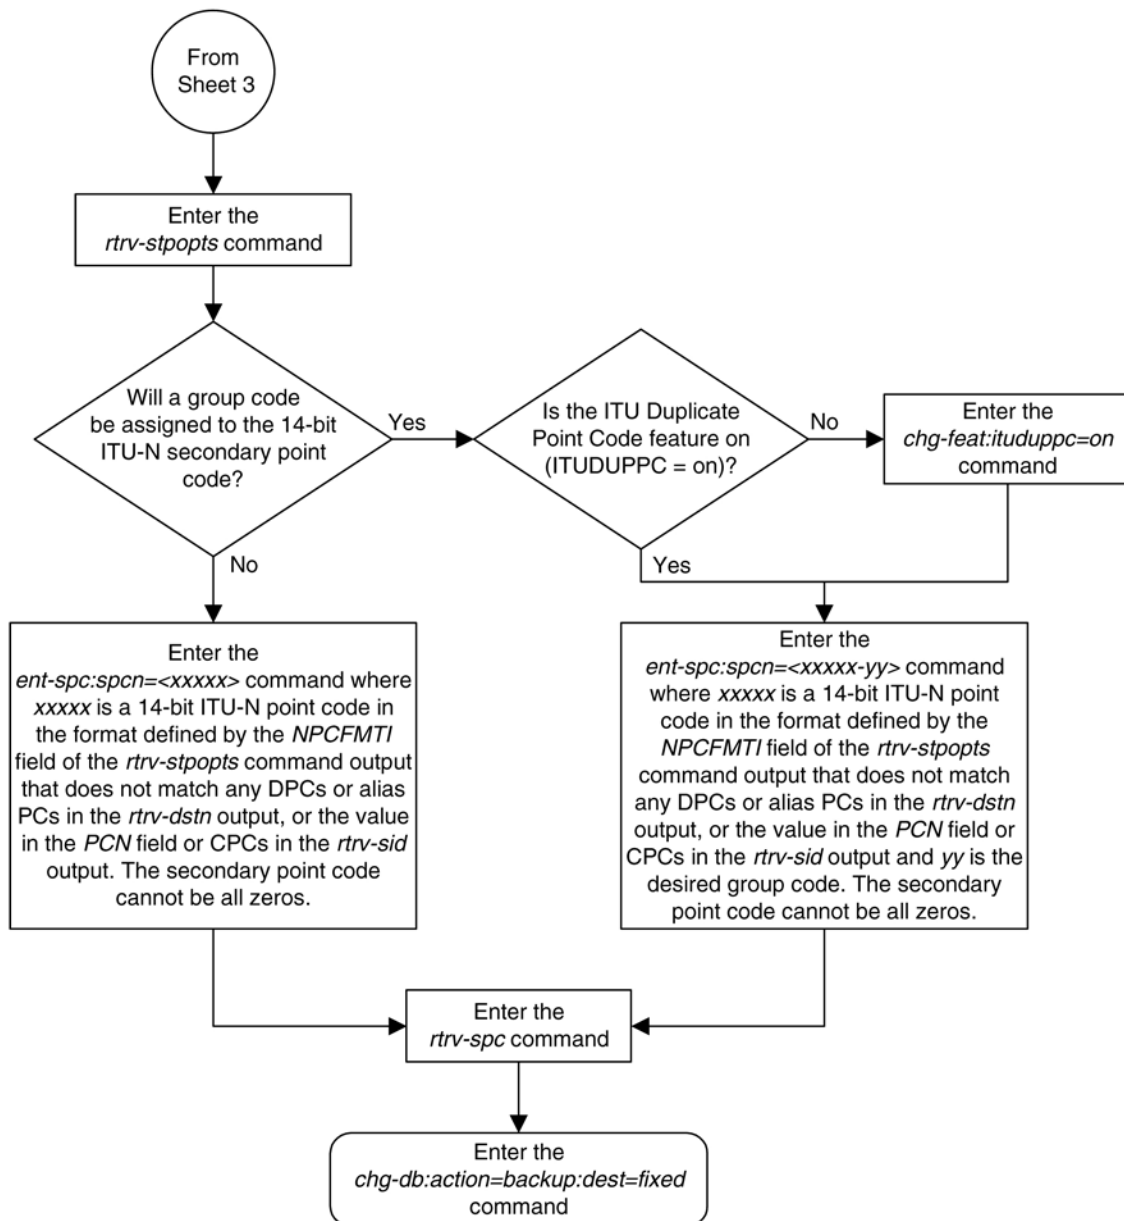 From
Sheet 3
Enter the
rtrv-stpopts command
Will a group code
be assigned to the 14-bit
ITU-N secondary point
code?
Yes
No
Is the ITU Duplicate
Point Code feature on
(ITUDUPPC = on)?
No
Yes
Enter the
chg-feat:ituduppc=on
command
Enter the
ent-spc:spcn=<xxxxx> command where
xxxxx is a 14-bit ITU-N point code in
the format defined by the NPCFMTI
field of the rtrv-stpopts command output
that does not match any DPCs or alias
PCs in the rtrv-dstn output, or the value
in the PCN field or CPCs in the rtrv-sid
output. The secondary point code
cannot be all zeros.
Enter the
ent-spc:spcn=<xxxxx-yy> command
where xxxxx is a 14-bit ITU-N point
code in the format defined by the
NPCFMTI field of the rtrv-stpopts
command output that does not match
any DPCs or alias PCs in the rtrv-dstn
output, or the value in the PCN field or
CPCs in the rtrv-sid output and yy is the
desired group code. The secondary
point code cannot be all zeros.
Enter the
rtrv-spc command
Enter the
chg-db:action=backup:dest=fixed
command